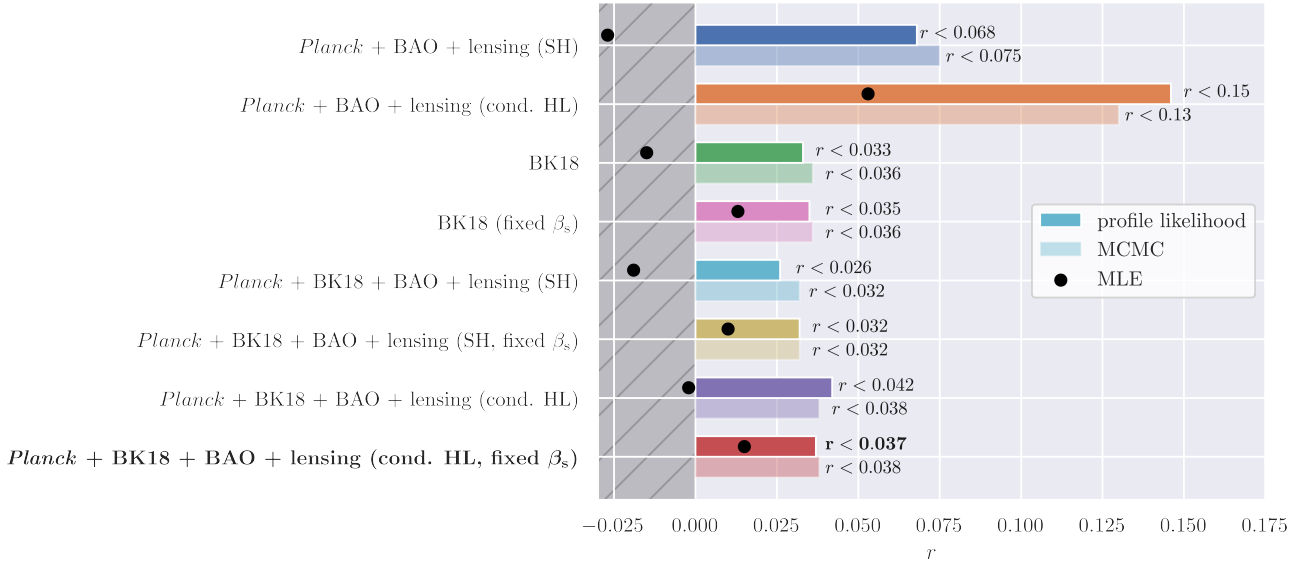 Planck + BAO + lensing (SH)
r < 0.068
r < 0.075
Planck + BAO + lensing (cond. HL)
r < 0.15
r < 0.13
BK18
r < 0.033
r < 0.036
BK18 (fixed βs)
r < 0.035
r < 0.036
Planck + BK18 + BAO + lensing (SH)
r < 0.026
r < 0.032
Planck + BK18 + BAO + lensing (SH, fixed βs)
r < 0.032
r < 0.032
Planck + BK18 + BAO + lensing (cond. HL)
r < 0.042
r < 0.038
Planck + BK18 + BAO + lensing (cond. HL, fixed βs)
r < 0.037
r < 0.038
profile likelihood
MCMC
MLE
−0.025 0.000 0.025 0.050 0.075 0.100 0.125 0.150 0.175
r